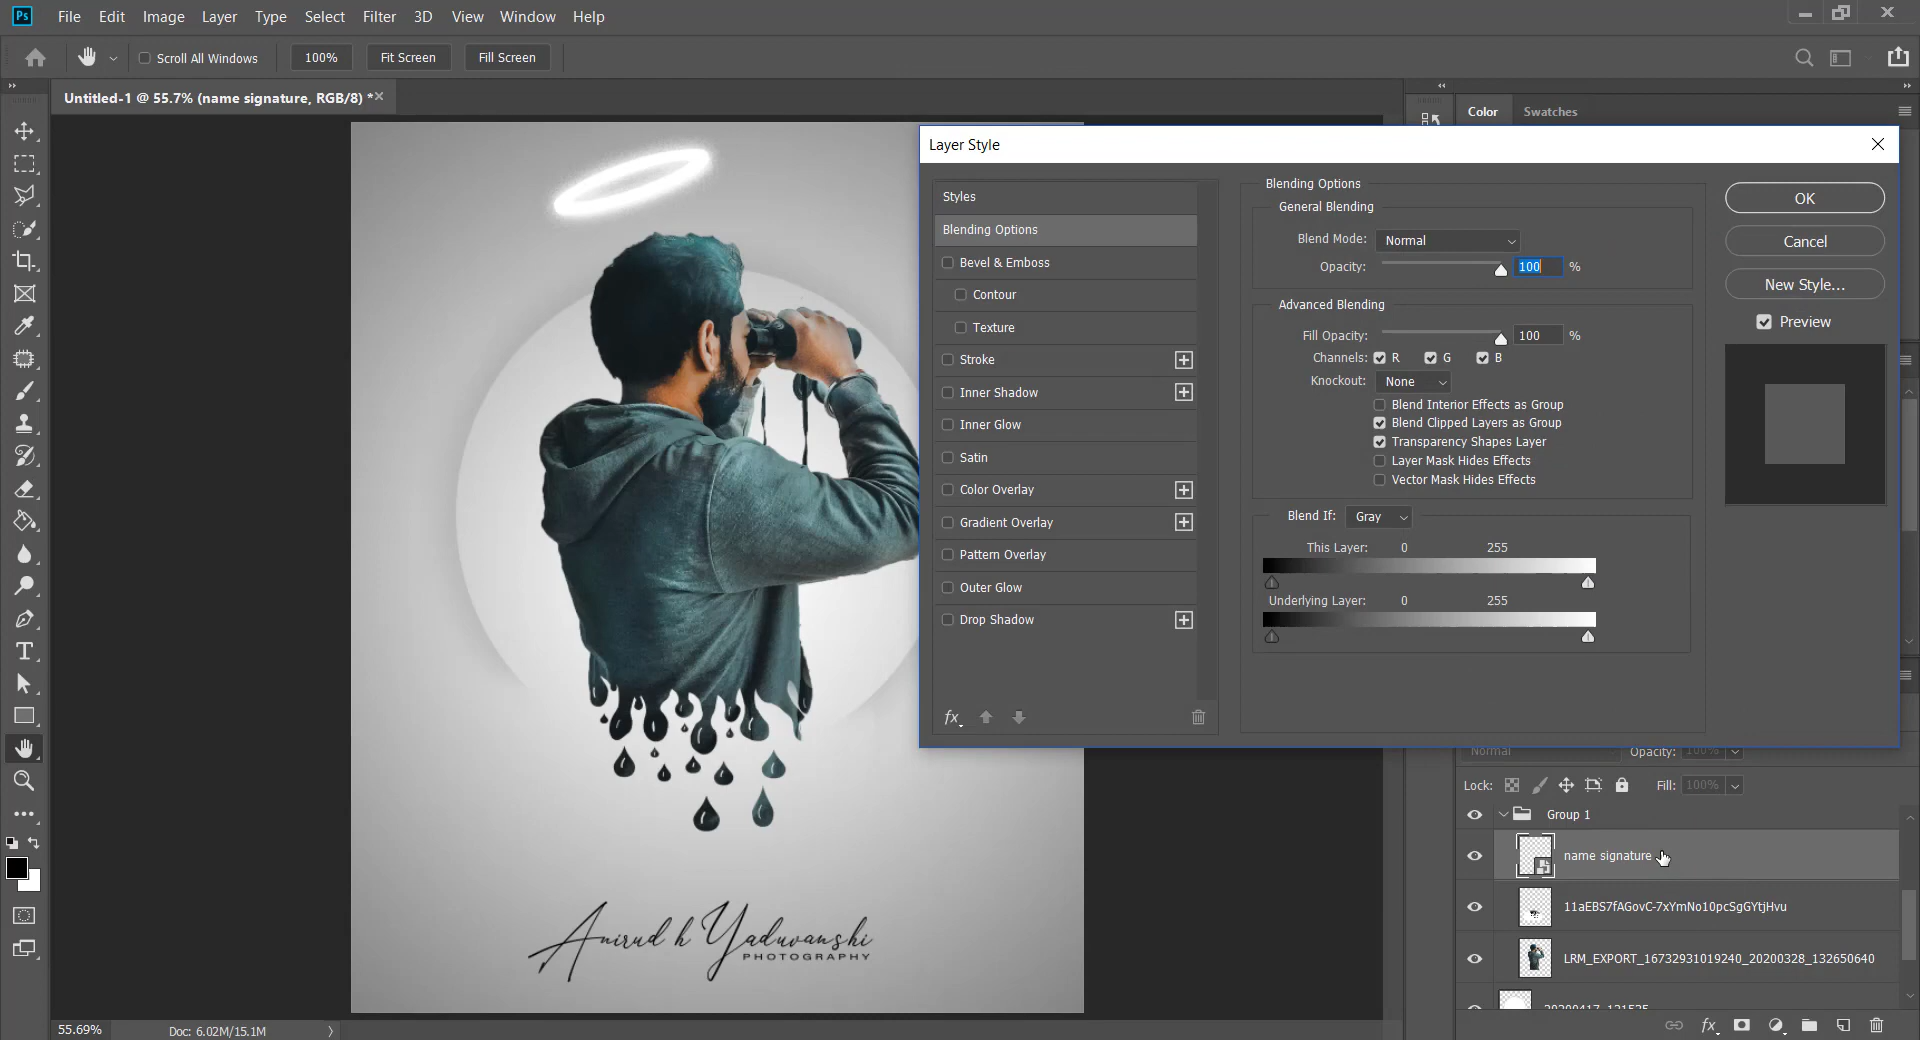 Ps File Edit Image Layer Type Select Filter 3D View Window Help
Scroll All Windows 100% Fit Screen Fill Screen
Untitled-1 @ 55.7% (name signature, RGB/8) *
Color Swatches
Layer Style
Styles
Blending Options
Bevel & Emboss
Contour
Texture
Stroke
Inner Shadow
Inner Glow
Satin
Color Overlay
Gradient Overlay
Pattern Overlay
Outer Glow
Drop Shadow
fx
Blending Options
General Blending
Blend Mode: Normal
Opacity: 100 %
Advanced Blending
Fill Opacity: 100 %
Channels: R G B
Knockout: None
Blend Interior Effects as Group
Blend Clipped Layers as Group
Transparency Shapes Layer
Layer Mask Hides Effects
Vector Mask Hides Effects
Blend If: Gray
This Layer: 0 255
Underlying Layer: 0 255
OK
Cancel
New Style...
Preview
Normal Opacity: 100%
Lock: Fill: 100%
Group 1
name signature
11aEBS7fAGovC-7xYmNo10pcSgGYtjHvu
LRM_EXPORT_16732931019240_20200328_132650640
fx
Anirudh Yaduvanshi
PHOTOGRAPHY
55.69% Doc: 6.02M/15.1M